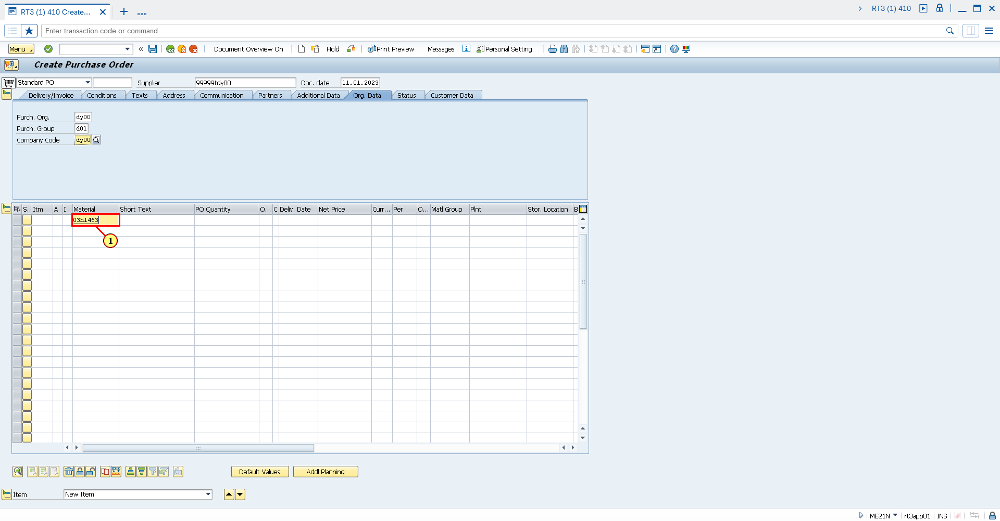 RT3 (1) 410 Create...
RT3 (1) 410
Enter transaction code or command
Menu
Document Overview On
Hold
Print Preview
Messages
Personal Setting
Create Purchase Order
Standard PO
Supplier
99999tdy00
Doc. date
11.01.2023
Delivery/Invoice
Conditions
Texts
Address
Communication
Partners
Additional Data
Org. Data
Status
Customer Data
Purch. Org.
dy00
Purch. Group
d01
Company Code
dy00
S.. Itm A I Material Short Text PO Quantity O... C Deliv. Date Net Price Curr... Per O... Matl Group Plnt Stor. Location B
03h1463
1
Default Values
Addl Planning
Item
New Item
ME21N
rt3app01
INS